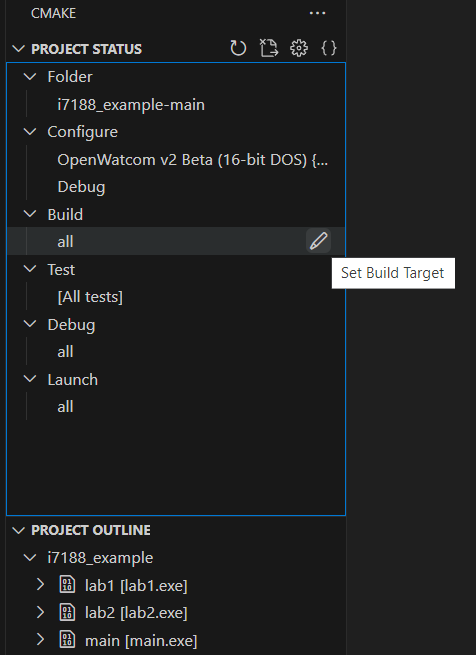 CMAKE
PROJECT STATUS
Folder
i7188_example-main
Configure
OpenWatcom v2 Beta (16-bit DOS) {...
Debug
Build
all
Set Build Target
Test
[All tests]
Debug
all
Launch
all
PROJECT OUTLINE
i7188_example
lab1 [lab1.exe]
lab2 [lab2.exe]
main [main.exe]